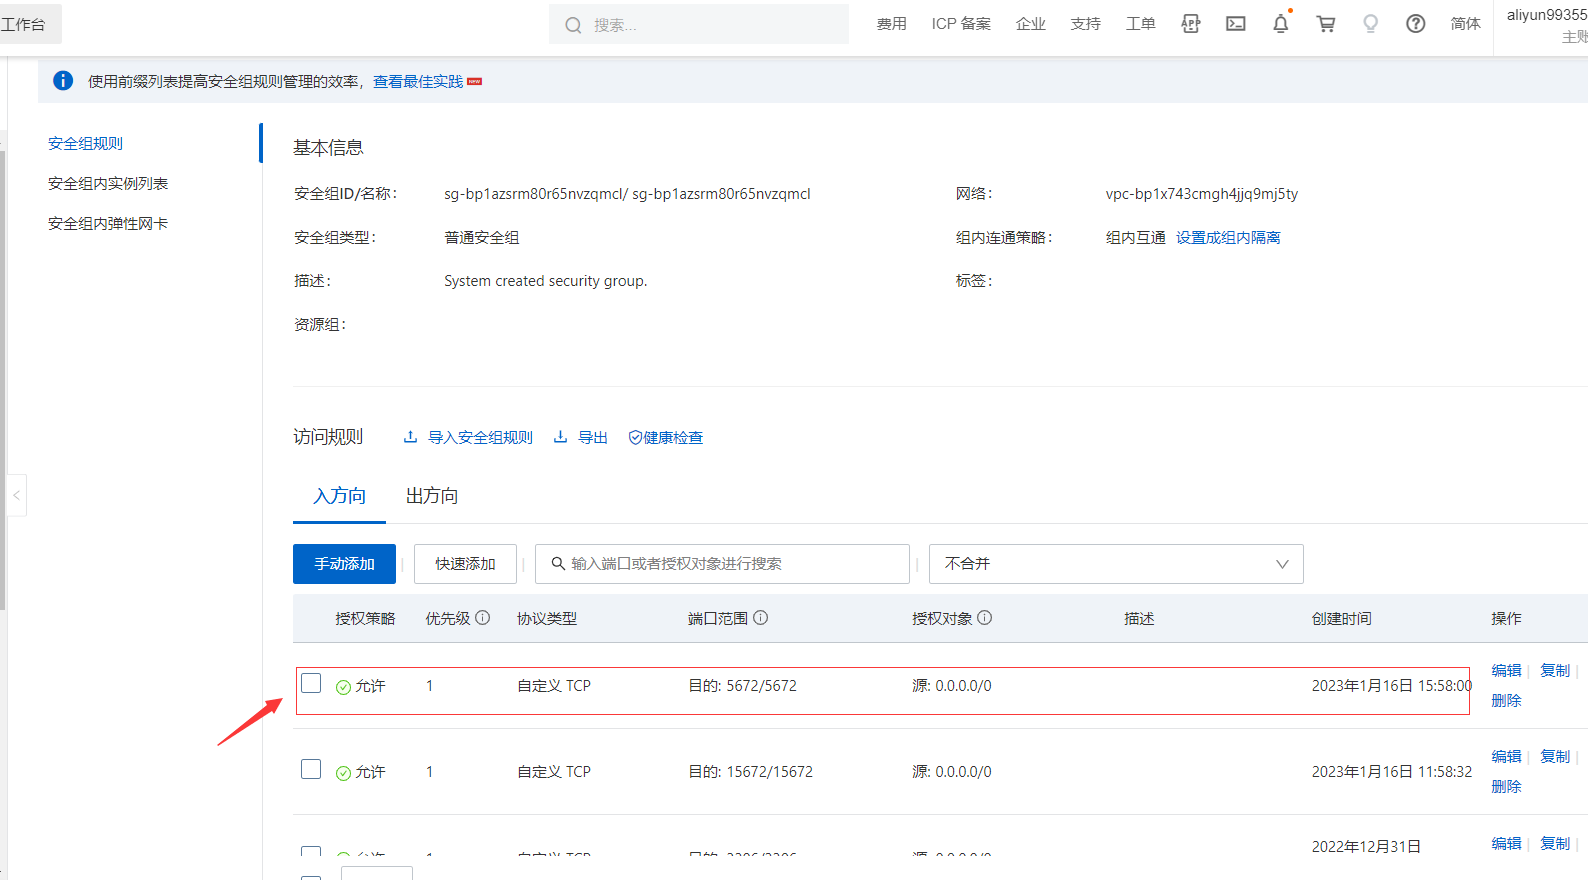 工作台
搜索...
费用 ICP 备案 企业 支持 工单 APP 简体 aliyun99355
主账
使用前缀列表提高安全组规则管理的效率，查看最佳实践 NEW
安全组规则
安全组内实例列表
安全组内弹性网卡
基本信息
安全组ID/名称： sg-bp1azsrm80r65nvzqmcl/ sg-bp1azsrm80r65nvzqmcl 网络： vpc-bp1x743cmgh4jjq9mj5ty
安全组类型： 普通安全组 组内连通策略： 组内互通 设置成组内隔离
描述： System created security group. 标签：
资源组：
访问规则 导入安全组规则 导出 健康检查
入方向 出方向
手动添加 快速添加 输入端口或者授权对象进行搜索 不合并
授权策略 优先级 协议类型 端口范围 授权对象 描述 创建时间 操作
允许 1 自定义 TCP 目的: 5672/5672 源: 0.0.0.0/0 2023年1月16日 15:58:00 编辑 复制
删除
允许 1 自定义 TCP 目的: 15672/15672 源: 0.0.0.0/0 2023年1月16日 11:58:32 编辑 复制
删除
2022年12月31日 编辑 复制